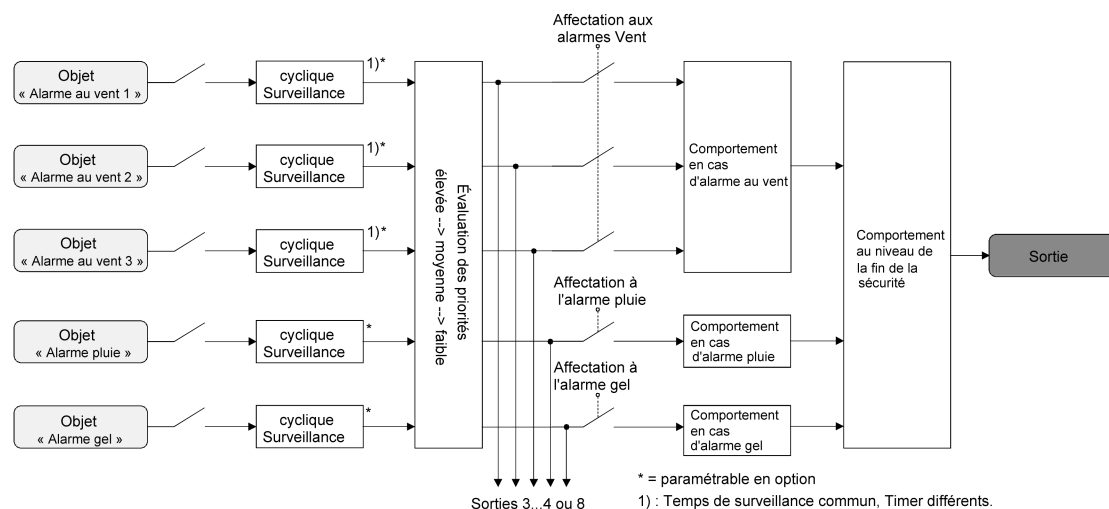 Affectation aux
alarmes Vent
Objet
« Alarme au vent 1 »
cyclique
Surveillance
1)*
Objet
« Alarme au vent 2 »
cyclique
Surveillance
1)*
Objet
« Alarme au vent 3 »
cyclique
Surveillance
1)*
Objet
« Alarme pluie »
cyclique
Surveillance
*
Objet
« Alarme gel »
cyclique
Surveillance
*
Évaluation des priorités
élevée --> moyenne --> faible
Comportement
en cas
d'alarme au vent
Affectation à
l'alarme pluie
Comportement
en cas
d'alarme pluie
Affectation à
l'alarme gel
Comportement
en cas
d'alarme gel
Comportement
au niveau de
la fin de la
sécurité
Sortie
Sorties 3...4 ou 8
* = paramétrable en option
1) : Temps de surveillance commun, Timer différents.